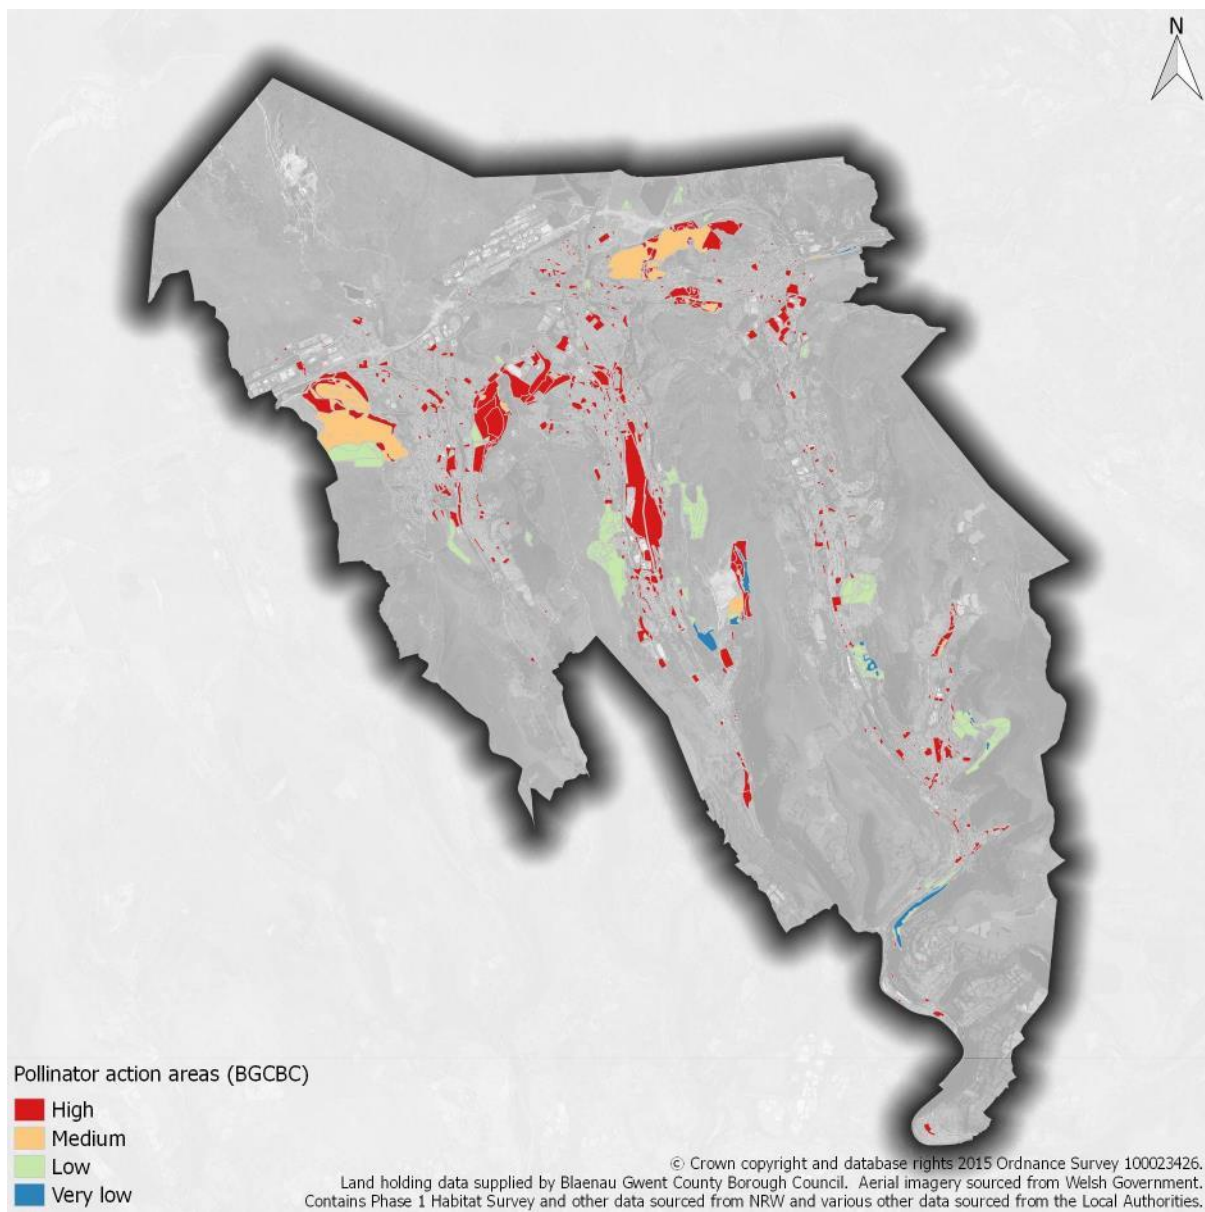 N
Pollinator action areas (BGCBC)
High
Medium
Low
Very low
© Crown copyright and database rights 2015 Ordnance Survey 100023426.
Land holding data supplied by Blaenau Gwent County Borough Council.  Aerial imagery sourced from Welsh Government.
Contains Phase 1 Habitat Survey and other data sourced from NRW and various other data sourced from the Local Authorities.